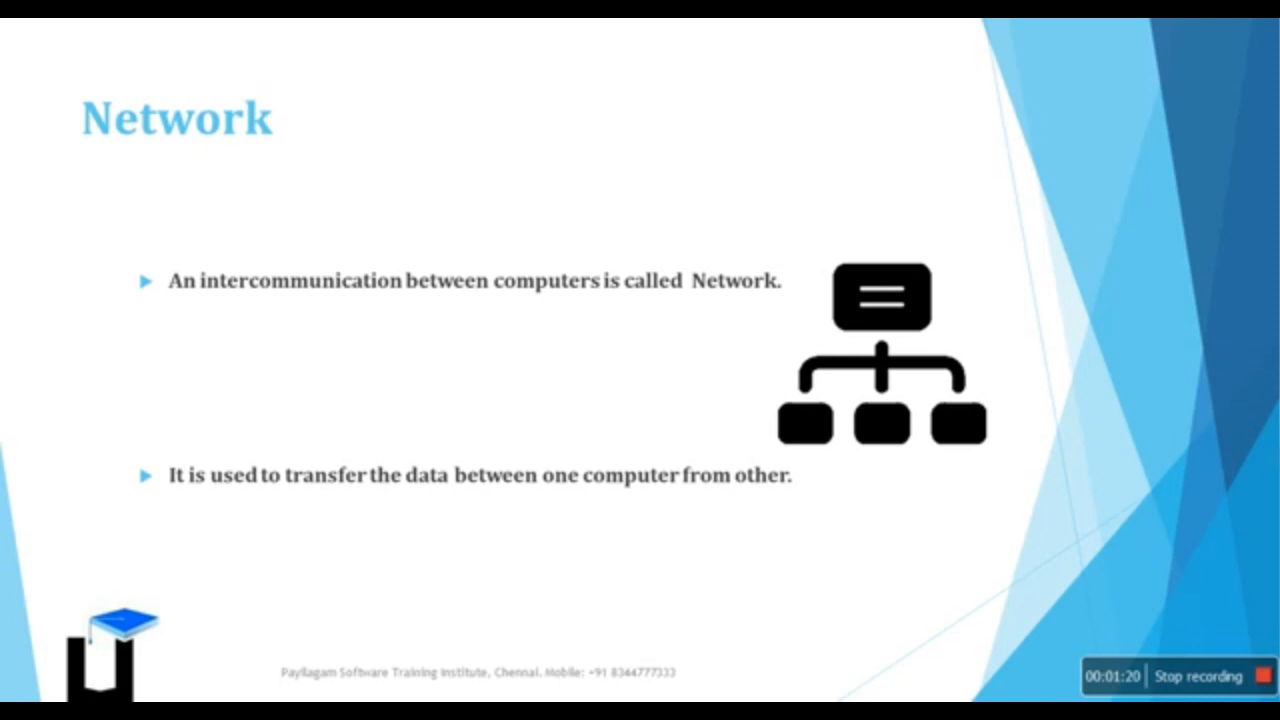 Network
An intercommunication between computers is called Network.
It is used to transfer the data between one computer from other.
Payilagam Software Training Institute, Chennai. Mobile: +91 8344777333
00:01:20 Stop recording